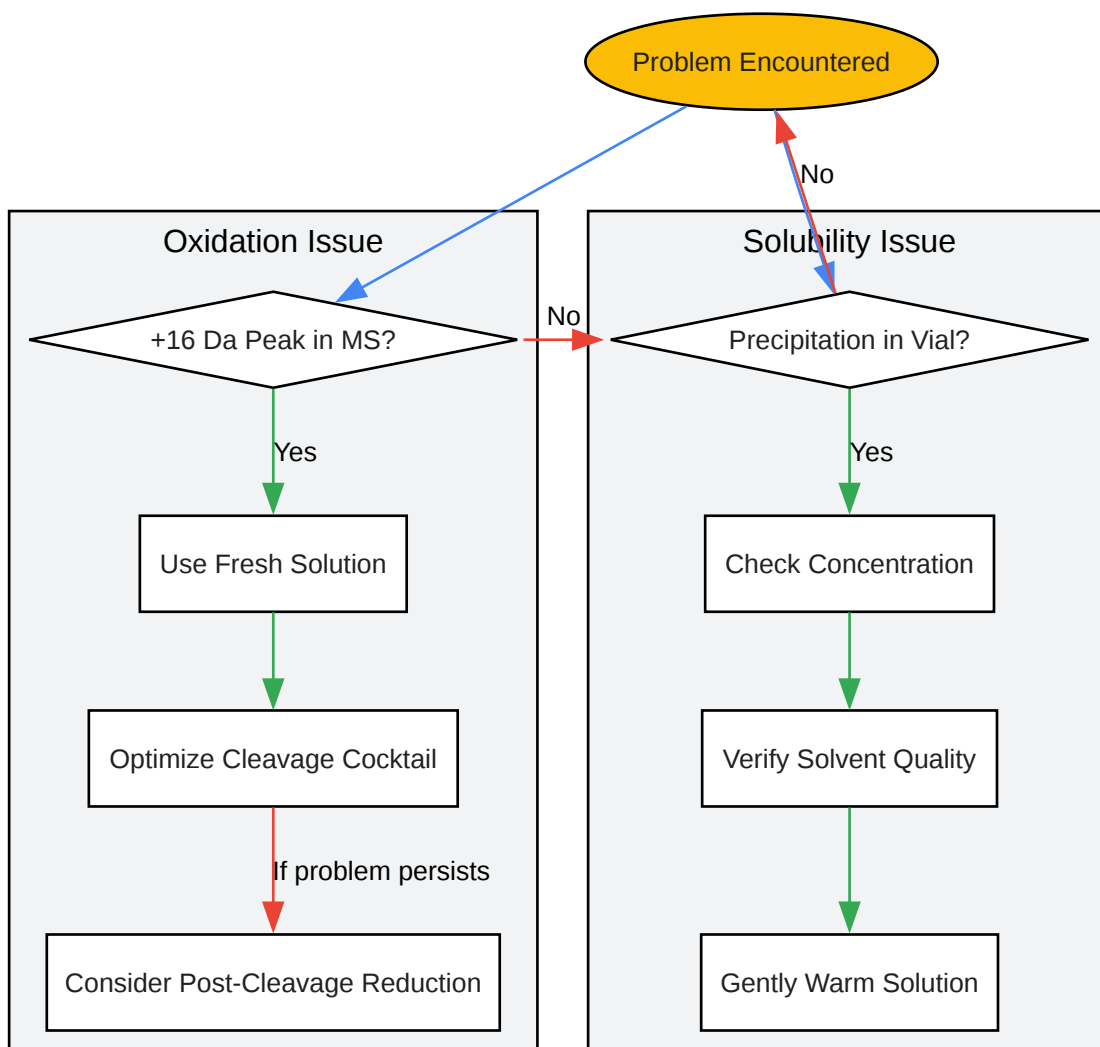 Problem Encountered
No
Oxidation Issue
Solubility Issue
+16 Da Peak in MS?
No
Precipitation in Vial?
Yes
Yes
Use Fresh Solution
Check Concentration
Optimize Cleavage Cocktail
Verify Solvent Quality
If problem persists
Consider Post-Cleavage Reduction
Gently Warm Solution